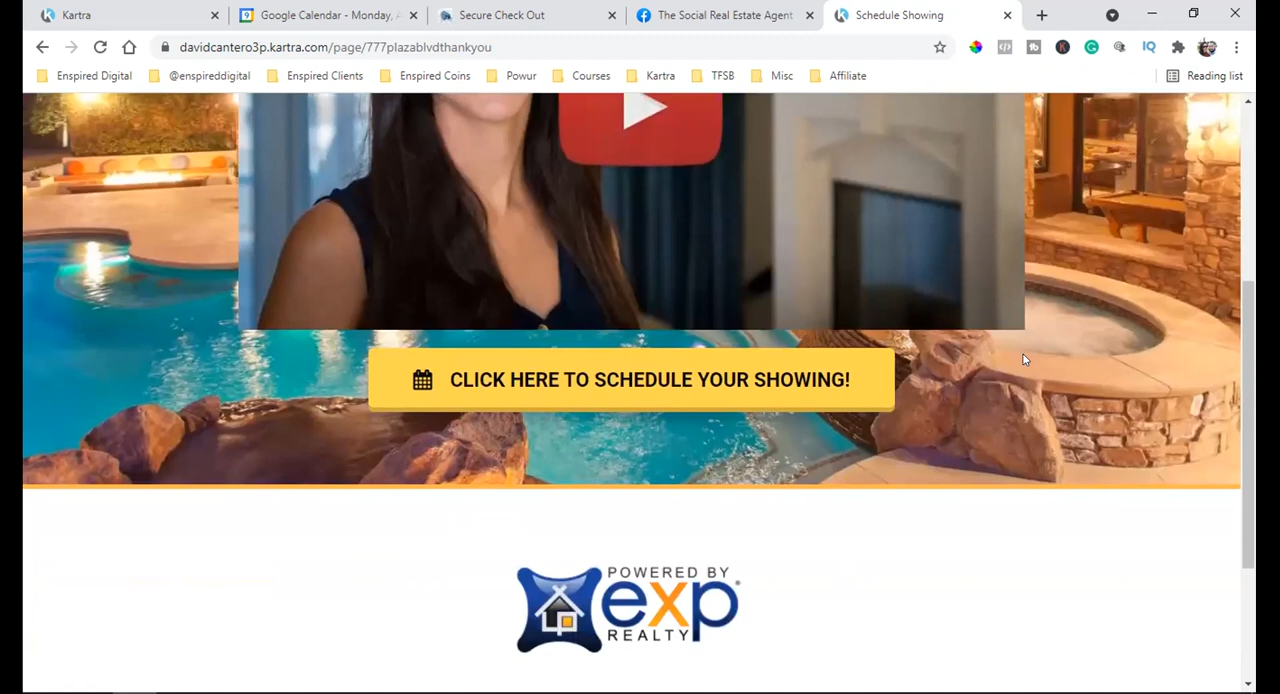 Kartra
Google Calendar - Monday, A
Secure Check Out
The Social Real Estate Agent
Schedule Showing
davidcantero3p.kartra.com/page/777plazablvdthankyou
Enspired Digital
@enspireddigital
Enspired Clients
Enspired Coins
Powur
Courses
Kartra
TFSB
Misc
Affiliate
Reading list
CLICK HERE TO SCHEDULE YOUR SHOWING!
POWERED BY
exp
REALTY